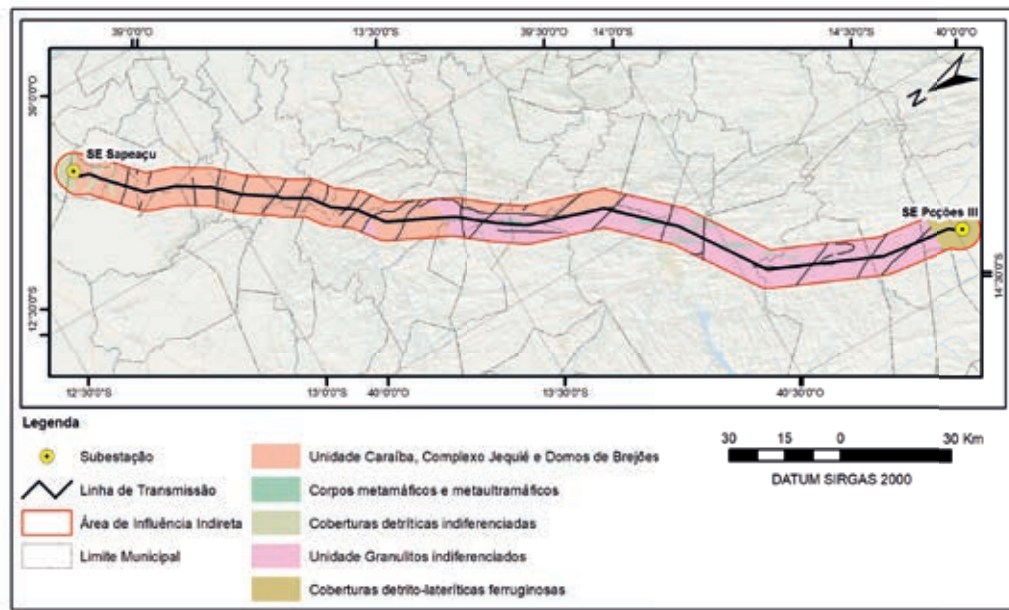 39°0'0"O
13°30'0"S
39°30'0"O
14°0'0"S
14°30'0"S
40°0'0"O
39°0'0"O
SE Sapeaçu
SE Poções III
N
12°30'0"S
14°30'0"S
12°30'0"S
13°0'0"S
40°0'0"O
13°30'0"S
40°30'0"O
Legenda
Subestação
Linha de Transmissão
Área de Influência Indireta
Limite Municipal
Unidade Caraíba, Complexo Jequié e Domos de Brejões
Corpos metamáficos e metaultramáficos
Coberturas detríticas indiferenciadas
Unidade Granulitos indiferenciados
Coberturas detrito-lateríticas ferruginosas
30 15 0 30 Km
DATUM SIRGAS 2000